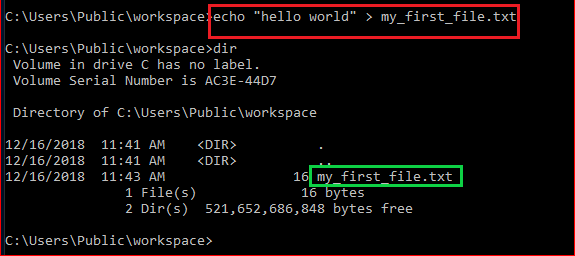 C:\Users\Public\workspace>echo "hello world" > my_first_file.txt
C:\Users\Public\workspace>dir
Volume in drive C has no label.
Volume Serial Number is AC3E-44D7
Directory of C:\Users\Public\workspace
12/16/2018  11:41 AM    <DIR>          .
12/16/2018  11:41 AM    <DIR>          ..
12/16/2018  11:43 AM                16 my_first_file.txt
1 File(s)             16 bytes
2 Dir(s)  521,652,686,848 bytes free
C:\Users\Public\workspace>